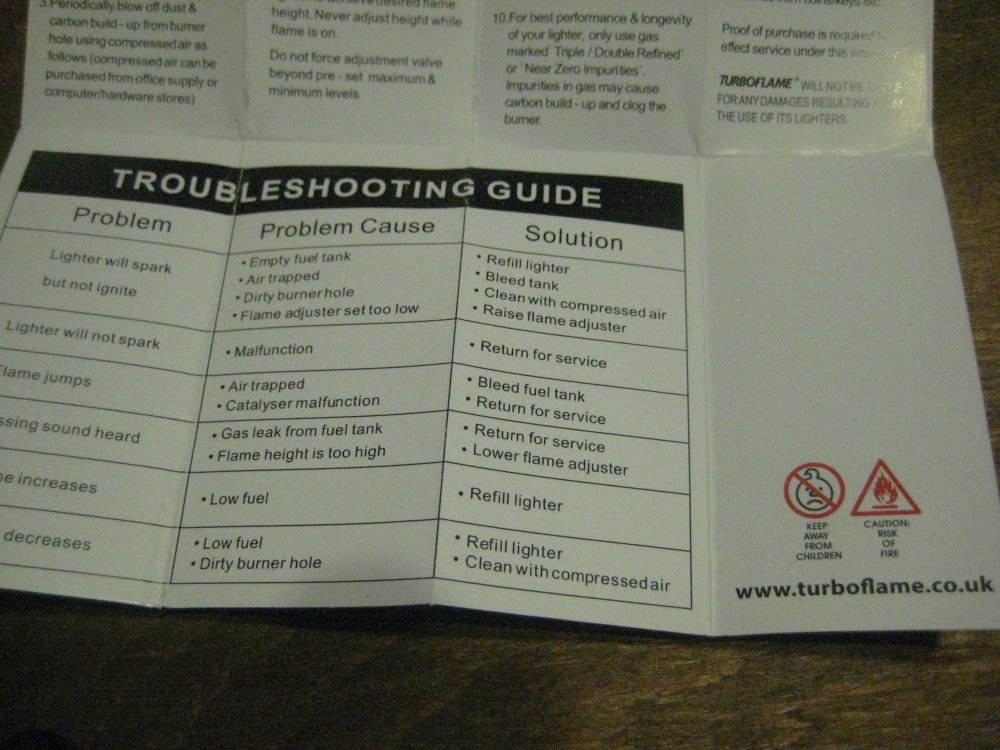 3.Periodically,blow off dust &
carbon build - up from burner
hole using compressed air as
follows (compressed air can be
purchased from office supply or
computer/hardware stores)
desired flame
height. Never adjust height while
flame is on.
Do not force adjustment valve
beyond pre - set maximum &
minimum levels
10.For best performance & longevity
of your lighter, only use gas
marked `Triple / Double Refined´
or `Near Zero Impurities´.
Impurities in gas may cause
carbon build - up and clog the
burner.
from
Proof of purchase is required
effect service under this
TURBOFLAME® WILL NOT BE
FOR ANY DAMAGES RESULTING
THE USE OF ITS LIGHTERS.
TROUBLESHOOTING GUIDE
Problem
Problem Cause
Solution
Lighter will spark
but not ignite
• Empty fuel tank
• Air trapped
• Dirty burner hole
• Flame adjuster set too low
• Refill lighter
• Bleed tank
• Clean with compressed air
• Raise flame adjuster
Lighter will not spark
• Malfunction
• Return for service
lame jumps
• Air trapped
• Catalyser malfunction
• Bleed fuel tank
• Return for service
ssing sound heard
• Gas leak from fuel tank
• Flame height is too high
• Return for service
• Lower flame adjuster
e increases
• Low fuel
• Refill lighter
decreases
• Low fuel
• Dirty burner hole
• Refill lighter
• Clean with compressed air
KEEP
AWAY
FROM
CHILDREN
CAUTION:
RISK
OF
FIRE
www.turboflame.co.uk